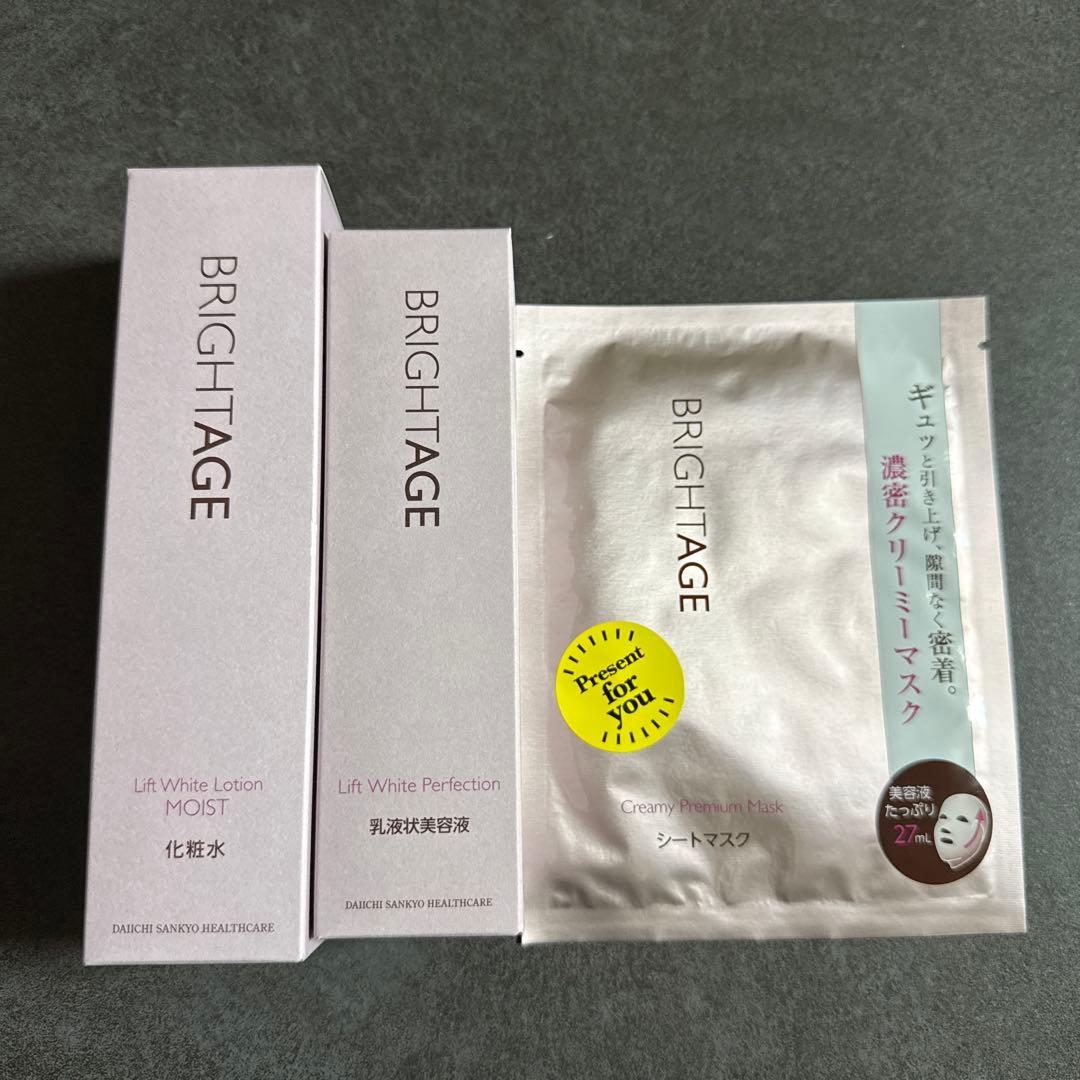 BRIGHTAGE
Lift White Lotion
MOIST
化粧水
DAIICHI SANKYO HEALTHCARE
BRIGHTAGE
Lift White Perfection
乳液状美容液
DAIICHI SANKYO HEALTHCARE
BRIGHTAGE
Present
for
you
Creamy Premium Mask
シートマスク
ギュッと引き上げ、隙間なく密着。
濃密クリーミーマスク
美容液
たっぷり
27mL